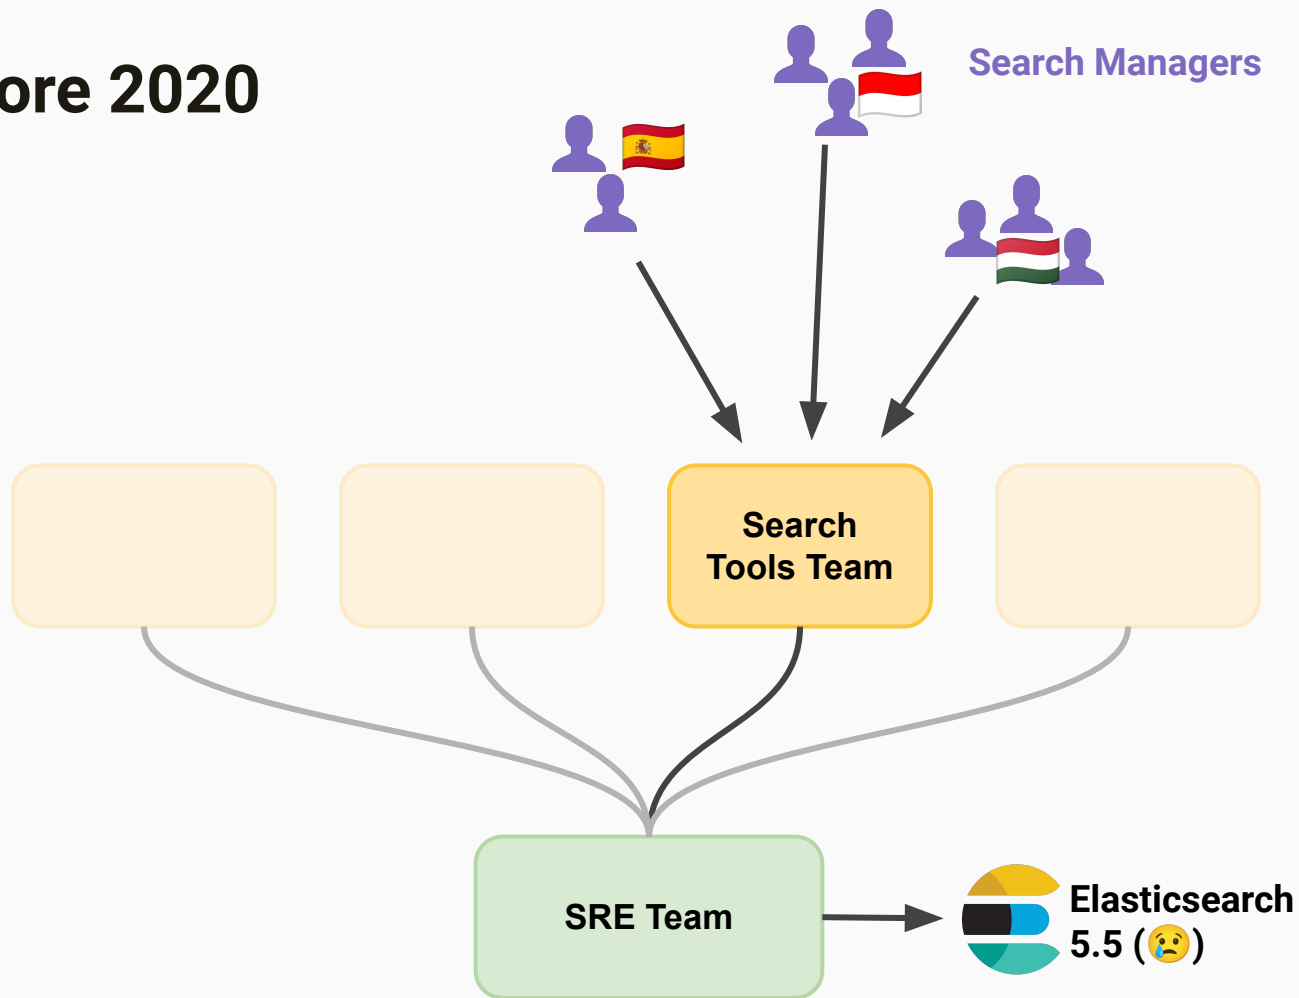 ore 2020
Search Managers
Search
Tools Team
SRE Team
Elasticsearch
5.5 (😢)